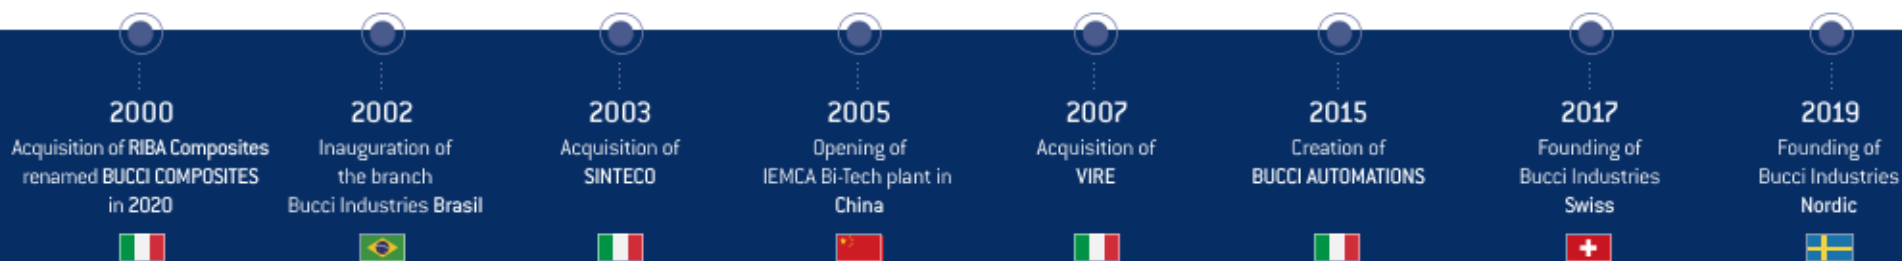 2000
Acquisition of RIBA Composites
renamed BUCCI COMPOSITES
in 2020
2002
Inauguration of
the branch
Bucci Industries Brasil
2003
Acquisition of
SINTECO
2005
Opening of
IEMCA Bi-Tech plant in
China
2007
Acquisition of
VIRE
2015
Creation of
BUCCI AUTOMATIONS
2017
Founding of
Bucci Industries
Swiss
2019
Founding of
Bucci Industries
Nordic